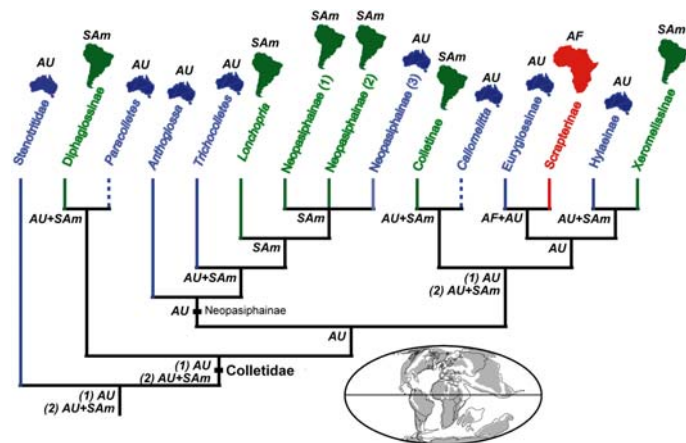 SAm SAm
AU SAm AU AU AU SAm AU SAm AU AU AF AU SAm
Stenotritidae
Diphaglossinae
Paracolletes
Anthoglossa
Trichocolletes
Lonchopria
Neopasiphainae (1)
Neopasiphainae (2)
Neopasiphainae (3)
Colletinae
Callomelitta
Euryglossinae
Scrapterinae
Hylaeinae
Xeromelissinae
AU+SAm SAm AU+SAm AF+AU AU+SAm
SAm
AU
AU+SAm
(1) AU
(2) AU+SAm
AU Neopasiphainae
AU
(1) AU
(2) AU+SAm
Colletidae
(1) AU
(2) AU+SAm